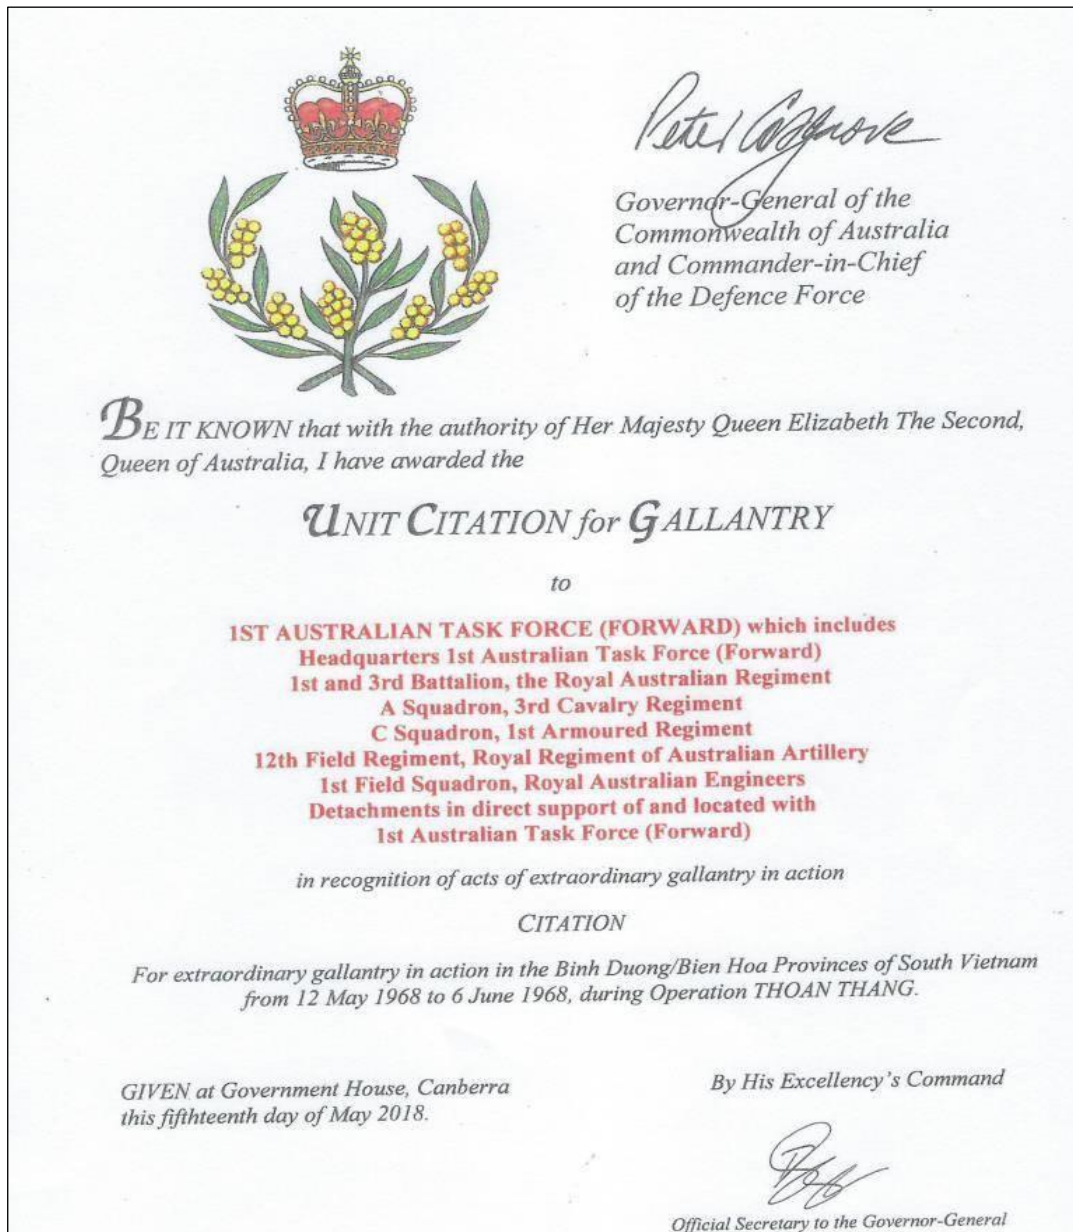 Peter Cosgrove
Governor-General of the
Commonwealth of Australia
and Commander-in-Chief
of the Defence Force
BE IT KNOWN that with the authority of Her Majesty Queen Elizabeth The Second,
Queen of Australia, I have awarded the
UNIT CITATION for GALLANTRY
to
1ST AUSTRALIAN TASK FORCE (FORWARD) which includes
Headquarters 1st Australian Task Force (Forward)
1st and 3rd Battalion, the Royal Australian Regiment
A Squadron, 3rd Cavalry Regiment
C Squadron, 1st Armoured Regiment
12th Field Regiment, Royal Regiment of Australian Artillery
1st Field Squadron, Royal Australian Engineers
Detachments in direct support of and located with
1st Australian Task Force (Forward)
in recognition of acts of extraordinary gallantry in action
CITATION
For extraordinary gallantry in action in the Binh Duong/Bien Hoa Provinces of South Vietnam
from 12 May 1968 to 6 June 1968, during Operation THOAN THANG.
GIVEN at Government House, Canberra
this fifthteenth day of May 2018.
By His Excellency's Command
Official Secretary to the Governor-General